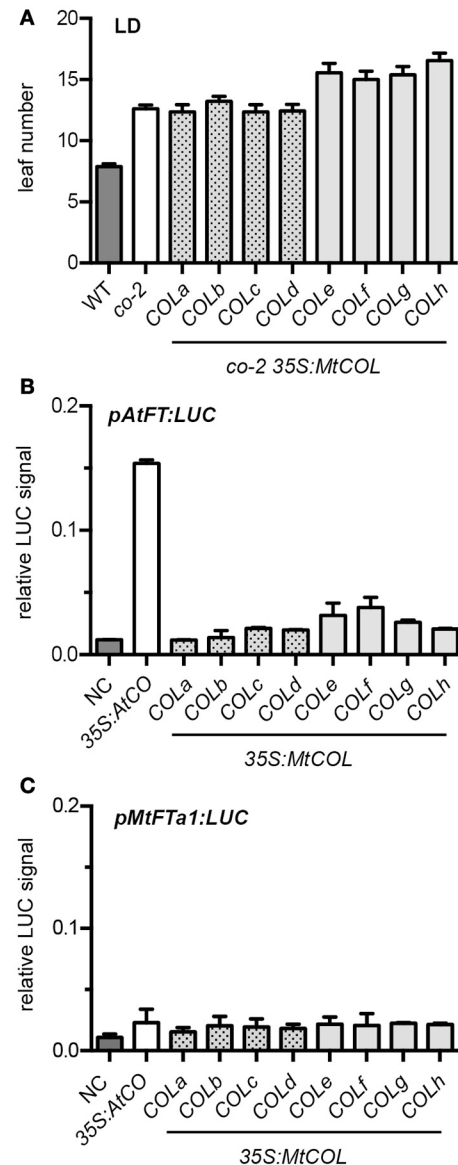 A
LD
20
15
10
5
0
leaf number
WT
co-2
COLa
COLb
COLc
COLd
COLe
COLf
COLg
COLh
co-2 35S:MtCOL
B
pAtFT:LUC
0.2
0.1
0.0
relative LUC signal
NC
35S:AtCO
COLa
COLb
COLc
COLd
COLe
COLf
COLg
COLh
35S:MtCOL
C
pMtFTa1:LUC
0.2
0.1
0.0
relative LUC signal
NC
35S:AtCO
COLa
COLb
COLc
COLd
COLe
COLf
COLg
COLh
35S:MtCOL